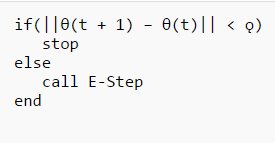 if(||θ(t + 1) – θ(t)|| < ϱ)
stop
else
call E-Step
end